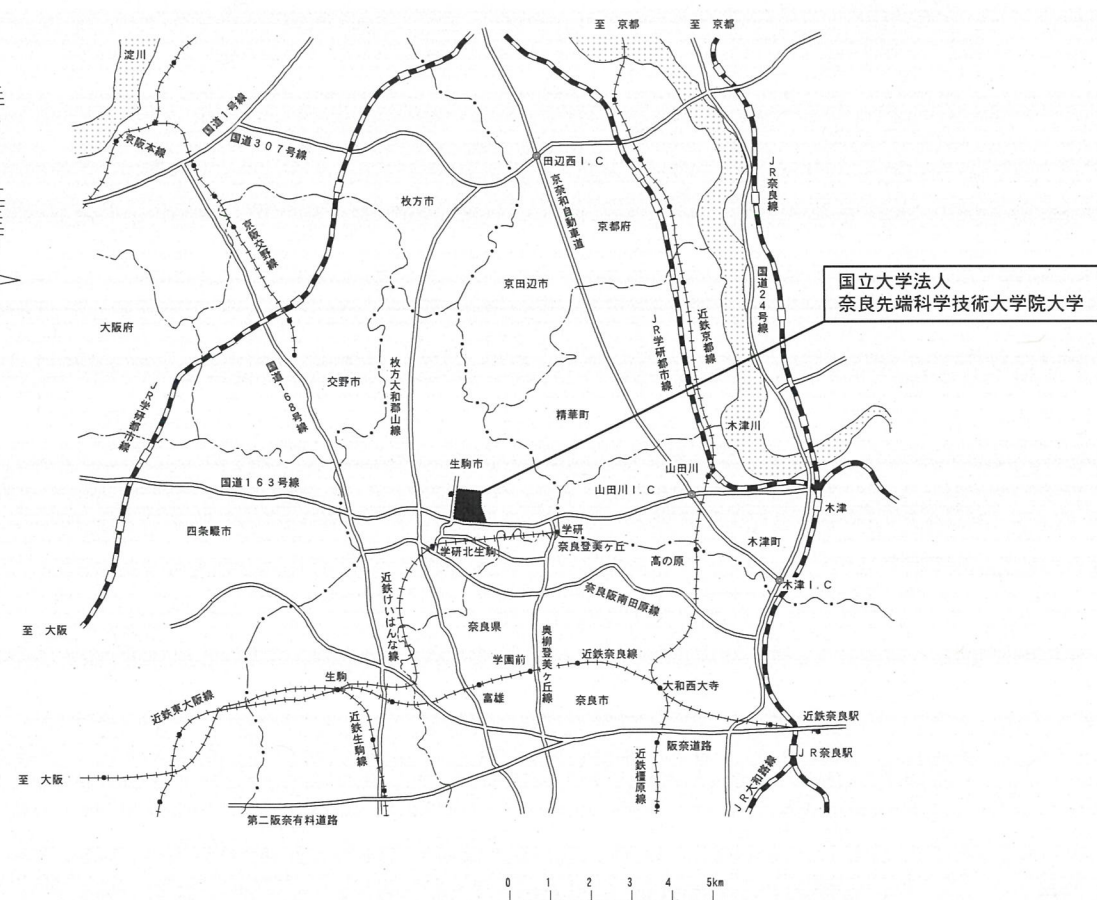 至 京都
至 京都
淀川
国道1号線
京阪本線
国道307号線
田辺西I.C
JR奈良線
枚方市
京奈和自動車道
京都府
京阪交野線
京田辺市
国道24号線
国立大学法人
奈良先端科学技術大学院大学
大阪府
JR学研都市線
近鉄京都線
枚方大和郡山線
国道168号線
交野市
JR学研都市線
精華町
木津川
生駒市
山田川
国道163号線
山田川I.C
木津
四条畷市
学研
学研北生駒
奈良登美ヶ丘
木津町
高の原
木津I.C
近鉄けいはんな線
奈良阪南田原線
至 大阪
奈良県
奥柳登美ヶ丘線
学園前
近鉄奈良線
生駒
富雄
大和西大寺
奈良市
近鉄東大阪線
近鉄生駒線
近鉄奈良駅
阪奈道路
JR奈良駅
至 大阪
近鉄橿原線
JR大和路線
第二阪奈有料道路
0 1 2 3 4 5km